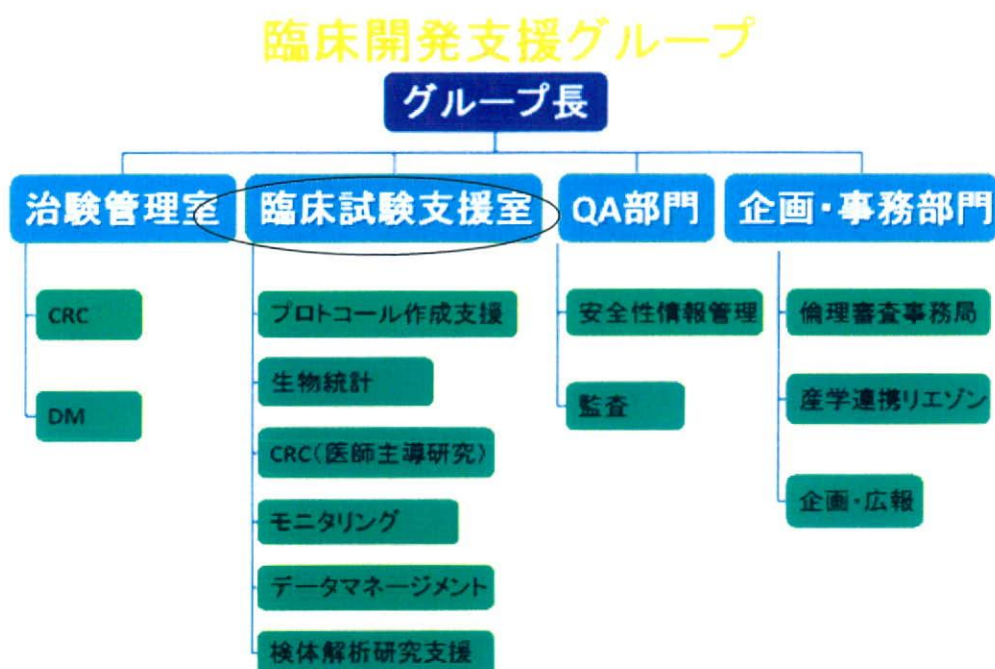 臨床開発支援グループ
グループ長
治験管理室
CRC
DM
臨床試験支援室
プロトコール作成支援
生物統計
CRC(医師主導研究)
モニタリング
データマネージメント
検体解析研究支援
QA部門
安全性情報管理
監査
企画・事務部門
倫理審査事務局
産学連携リエゾン
企画・広報